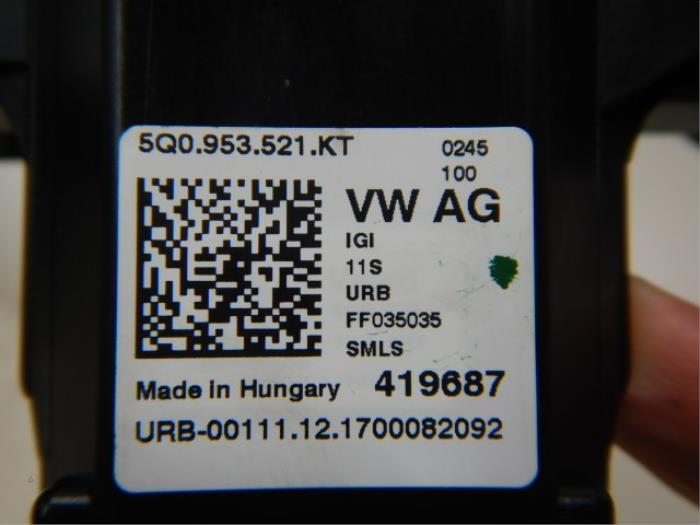 5Q0.953.521.KT 0245
100
VW AG
IGI
11S
URB
FF035035
SMLS
Made in Hungary 419687
URB-00111.12.1700082092